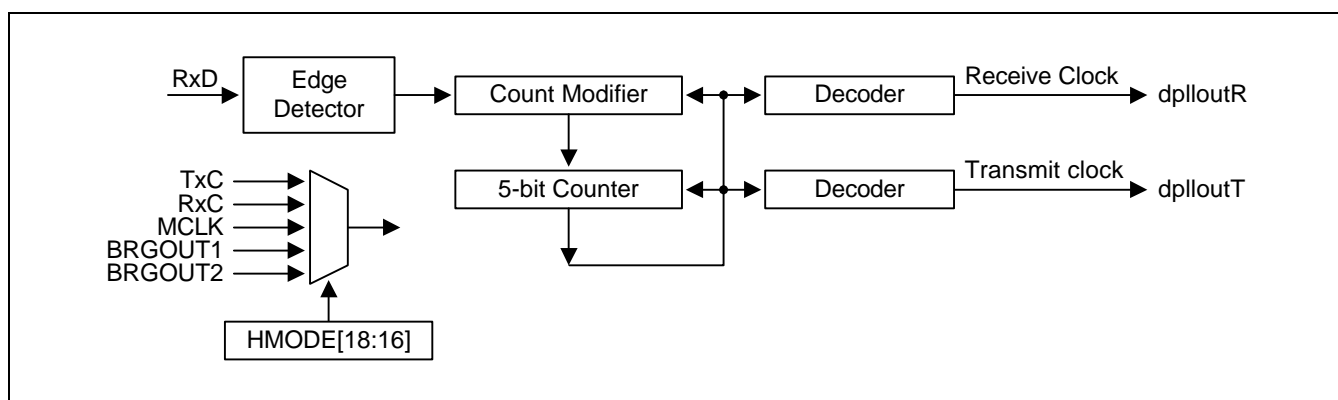 RxD
Edge
Detector
Count Modifier
Decoder
Receive Clock
dplloutR
TxC
RxC
MCLK
BRGOUT1
BRGOUT2
5-bit Counter
Decoder
Transmit clock
dplloutT
HMODE[18:16]